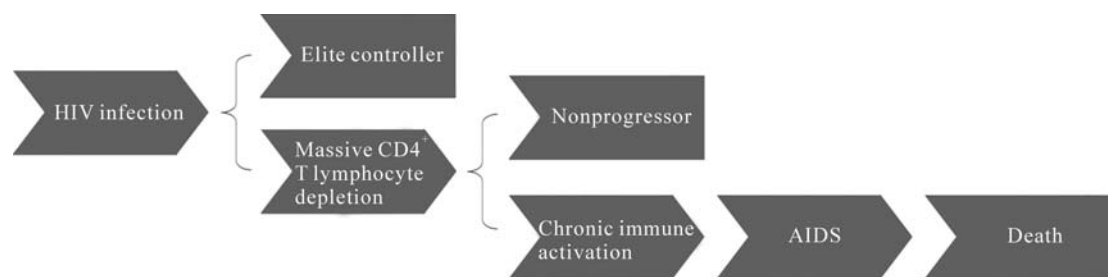 HIV infection
Elite controller
Massive CD4⁺
T lymphocyte
depletion
Nonprogressor
Chronic immune
activation
AIDS
Death